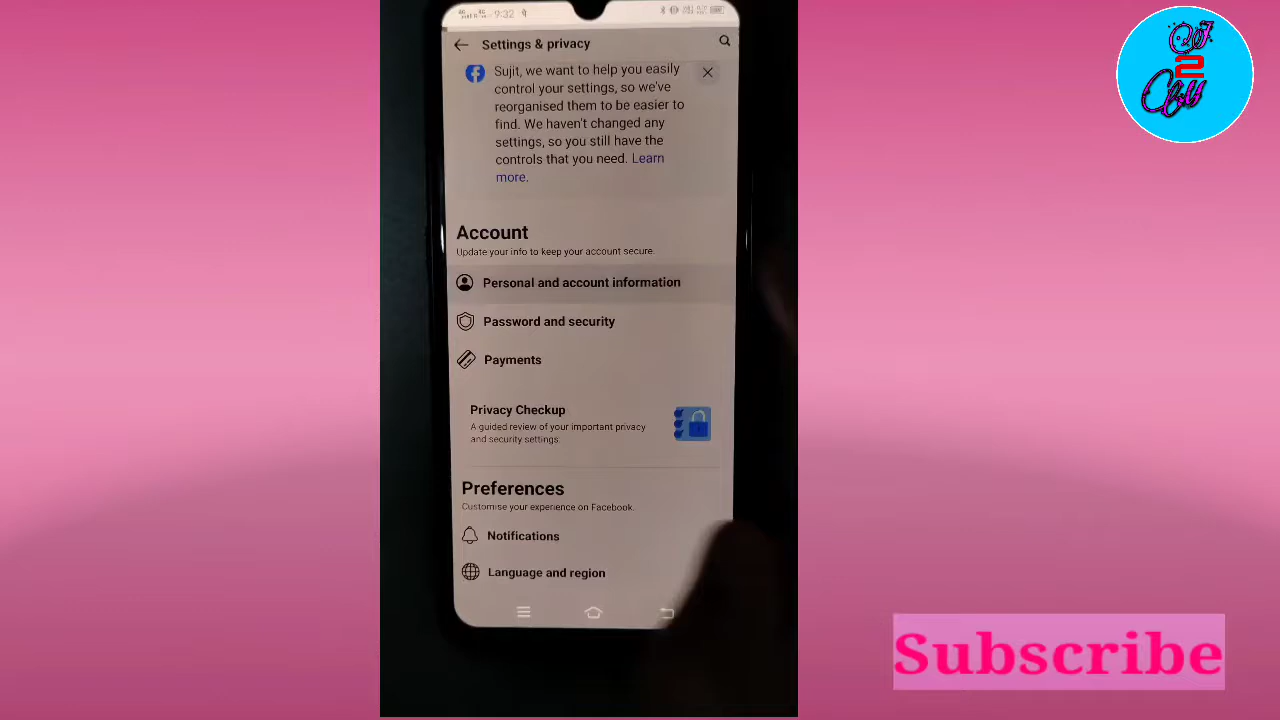 9:32
Settings & privacy
Sujit, we want to help you easily
control your settings, so we've
reorganised them to be easier to
find. We haven't changed any
settings, so you still have the
controls that you need. Learn
more.
Account
Update your info to keep your account secure.
Personal and account information
Password and security
Payments
Privacy Checkup
A guided review of your important privacy
and security settings.
Preferences
Customise your experience on Facebook.
Notifications
Language and region
Subscribe